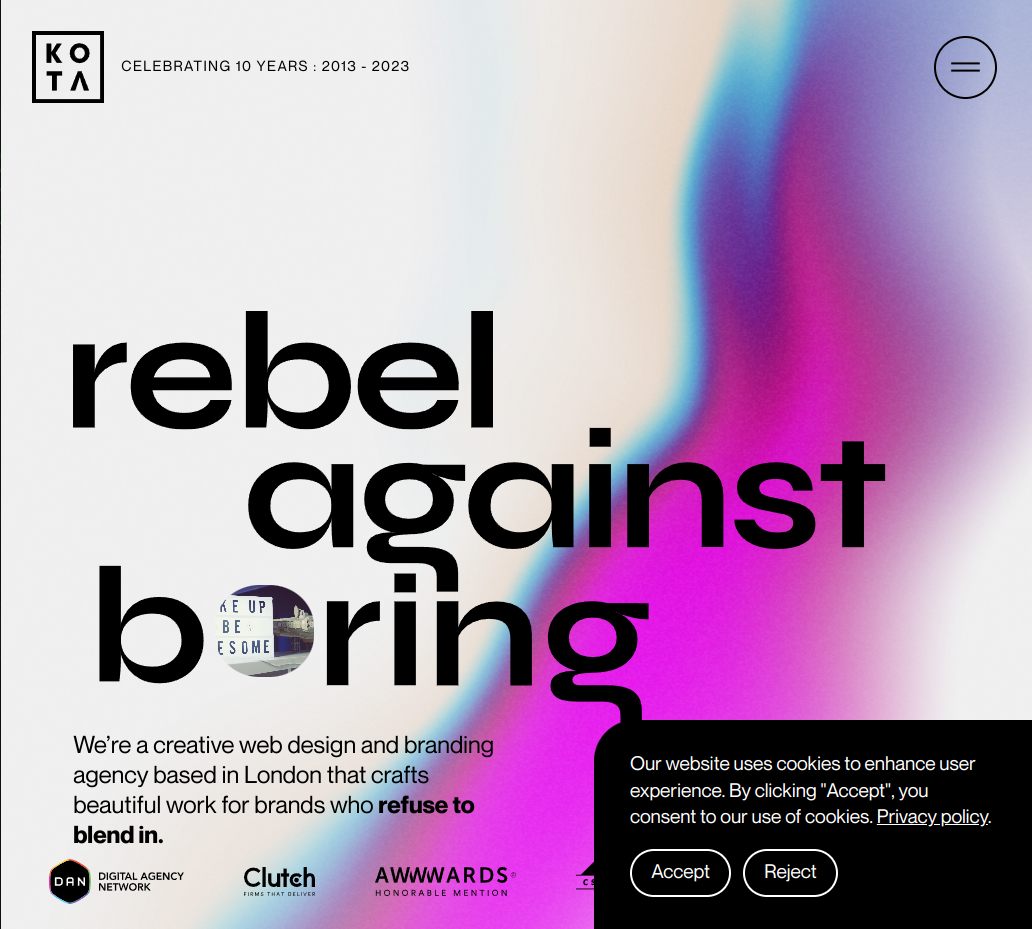 KO
TA
CELEBRATING 10 YEARS : 2013 - 2023
rebel
against
b ring
KE UP
BE
ESOME
We’re a creative web design and branding
agency based in London that crafts
beautiful work for brands who refuse to
blend in.
DAN
DIGITAL AGENCY
NETWORK
Clutch
FIRMS THAT DELIVER
AWWWARDS®
HONORABLE MENTION
Our website uses cookies to enhance user
experience. By clicking "Accept", you
consent to our use of cookies. Privacy policy.
Accept
Reject